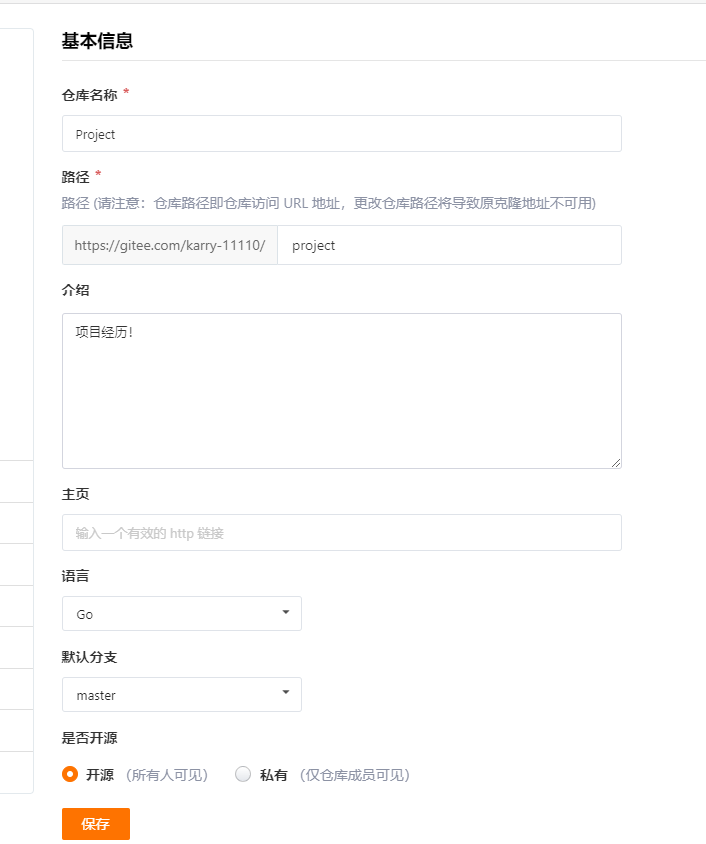 基本信息
仓库名称 *
Project
路径 *
路径 (请注意：仓库路径即仓库访问 URL 地址，更改仓库路径将导致原克隆地址不可用)
https://gitee.com/karry-11110/ project
介绍
项目经历！
主页
输入一个有效的 http 链接
语言
Go
默认分支
master
是否开源
开源 （所有人可见） 私有 （仅仓库成员可见）
保存